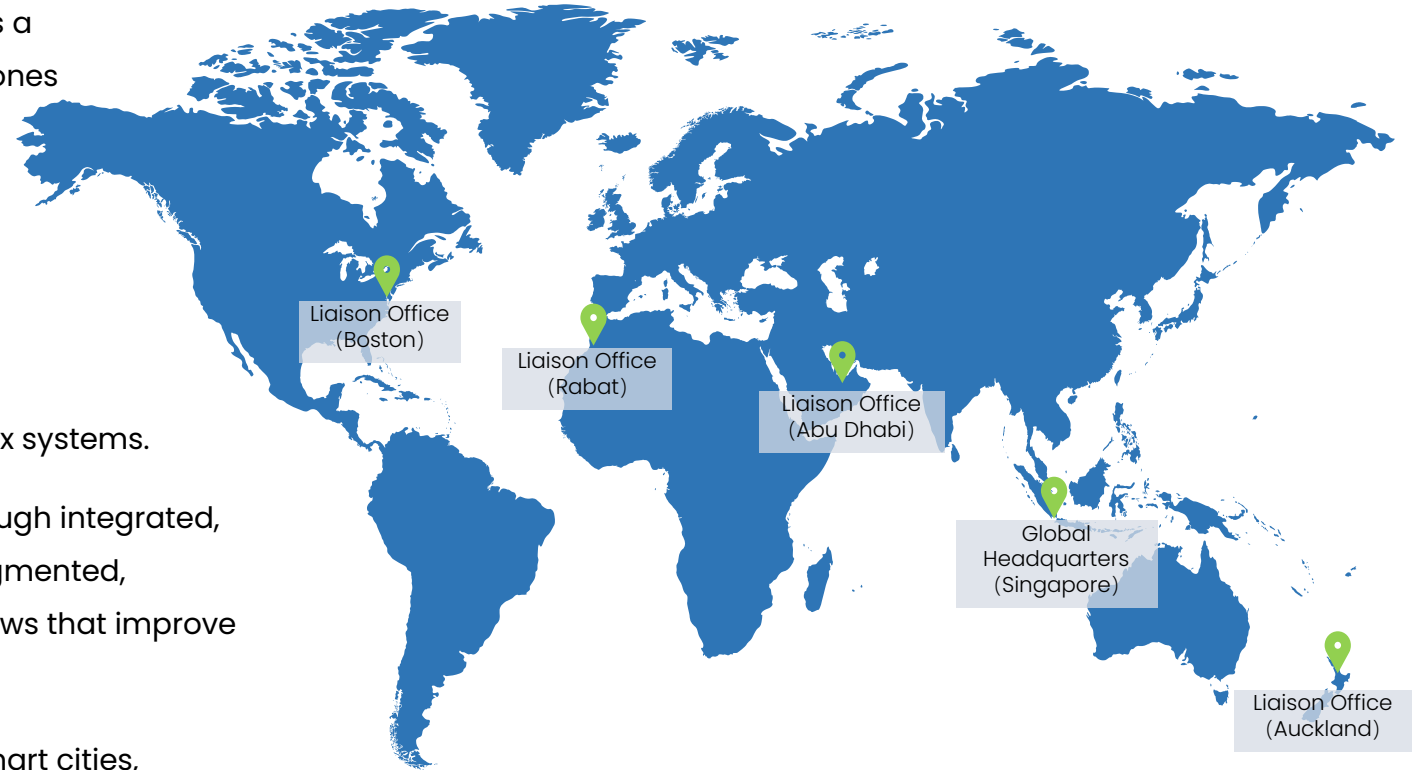 s a
ones
x systems.
ugh integrated,
gmented,
ws that improve
nart cities,
Liaison Office
(Boston)
Liaison Office
(Rabat)
Liaison Office
(Abu Dhabi)
Global
Headquarters
(Singapore)
Liaison Office
(Auckland)